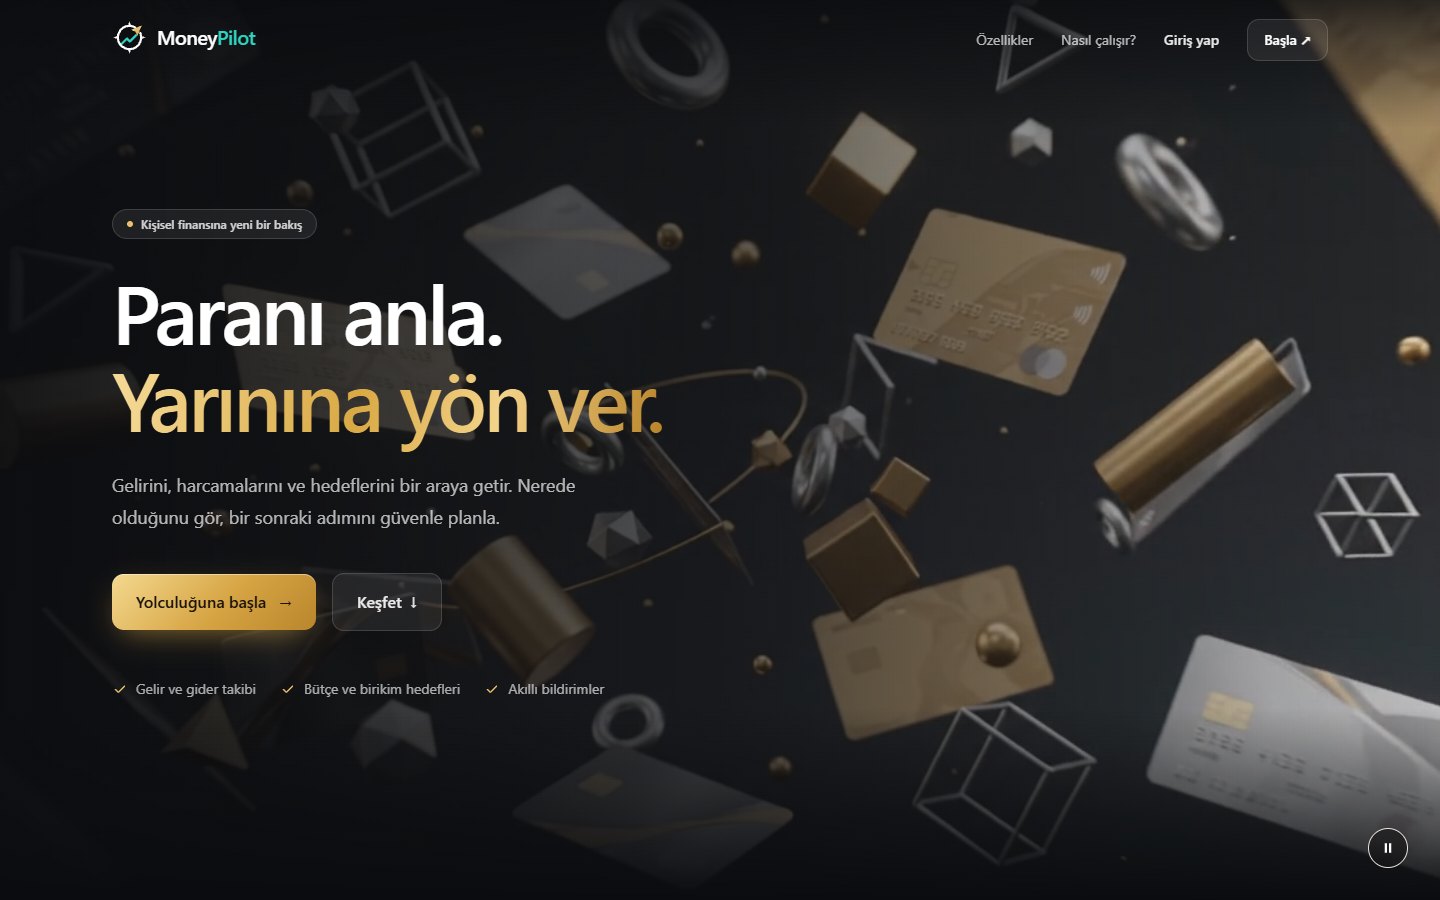 MoneyPilot
Özellikler
Nasıl çalışır?
Giriş yap
Başla ↗
Kişisel finansına yeni bir bakış
Paranı anla.
Yarınına yön ver.
Gelirini, harcamalarını ve hedeflerini bir araya getir. Nerede
olduğunu gör, bir sonraki adımını güvenle planla.
Yolculuğuna başla →
Keşfet ↓
Gelir ve gider takibi
Bütçe ve birikim hedefleri
Akıllı bildirimler